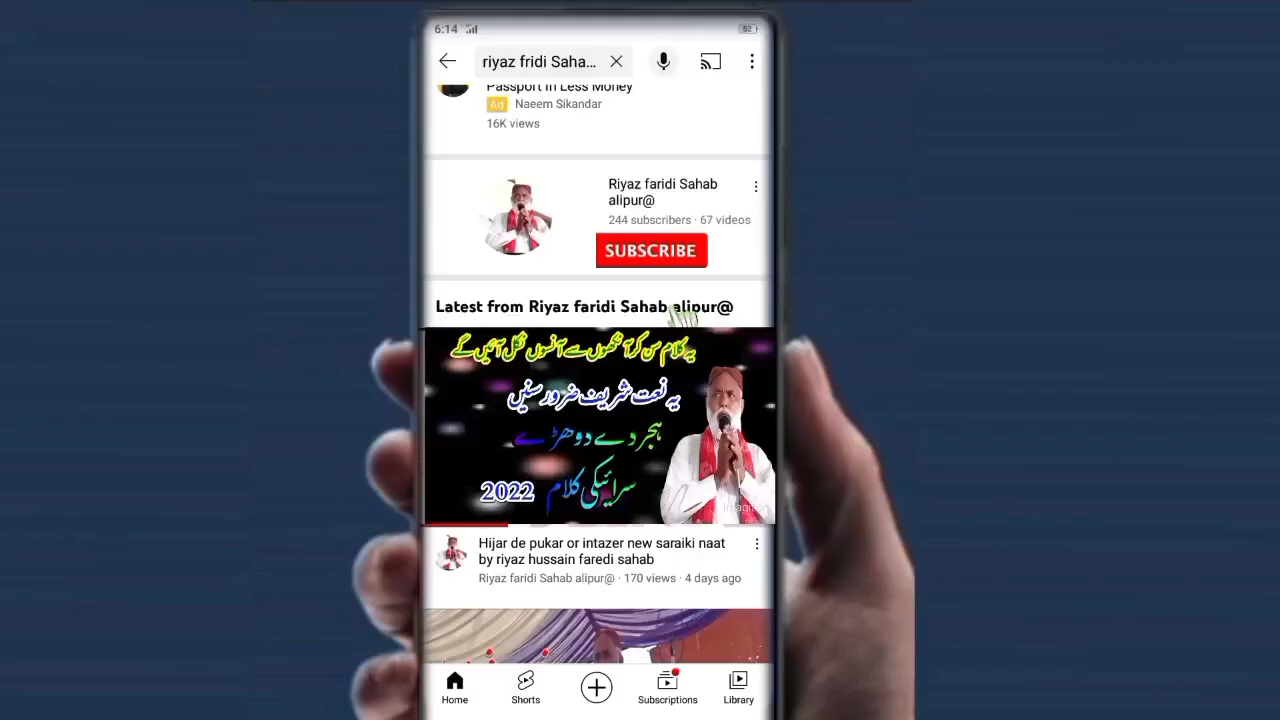 6:14
52
riyaz fridi Saha...
Passport In Less Money
Ad Naeem Sikandar
16K views
Riyaz faridi Sahab
alipur@
244 subscribers · 67 videos
SUBSCRIBE
Latest from Riyaz faridi Sahab alipur@
یہ کلام سن کر آنکھوں سے آنسوں نکل آئیں گے
یہ نعت شریف ضرور سنیں
ہجر دے دوھڑے
سرائیکی کلام 2022
Hijar de pukar or intazer new saraiki naat
by riyaz hussain faredi sahab
Riyaz faridi Sahab alipur@ · 170 views · 4 days ago
Home
Shorts
Subscriptions
Library